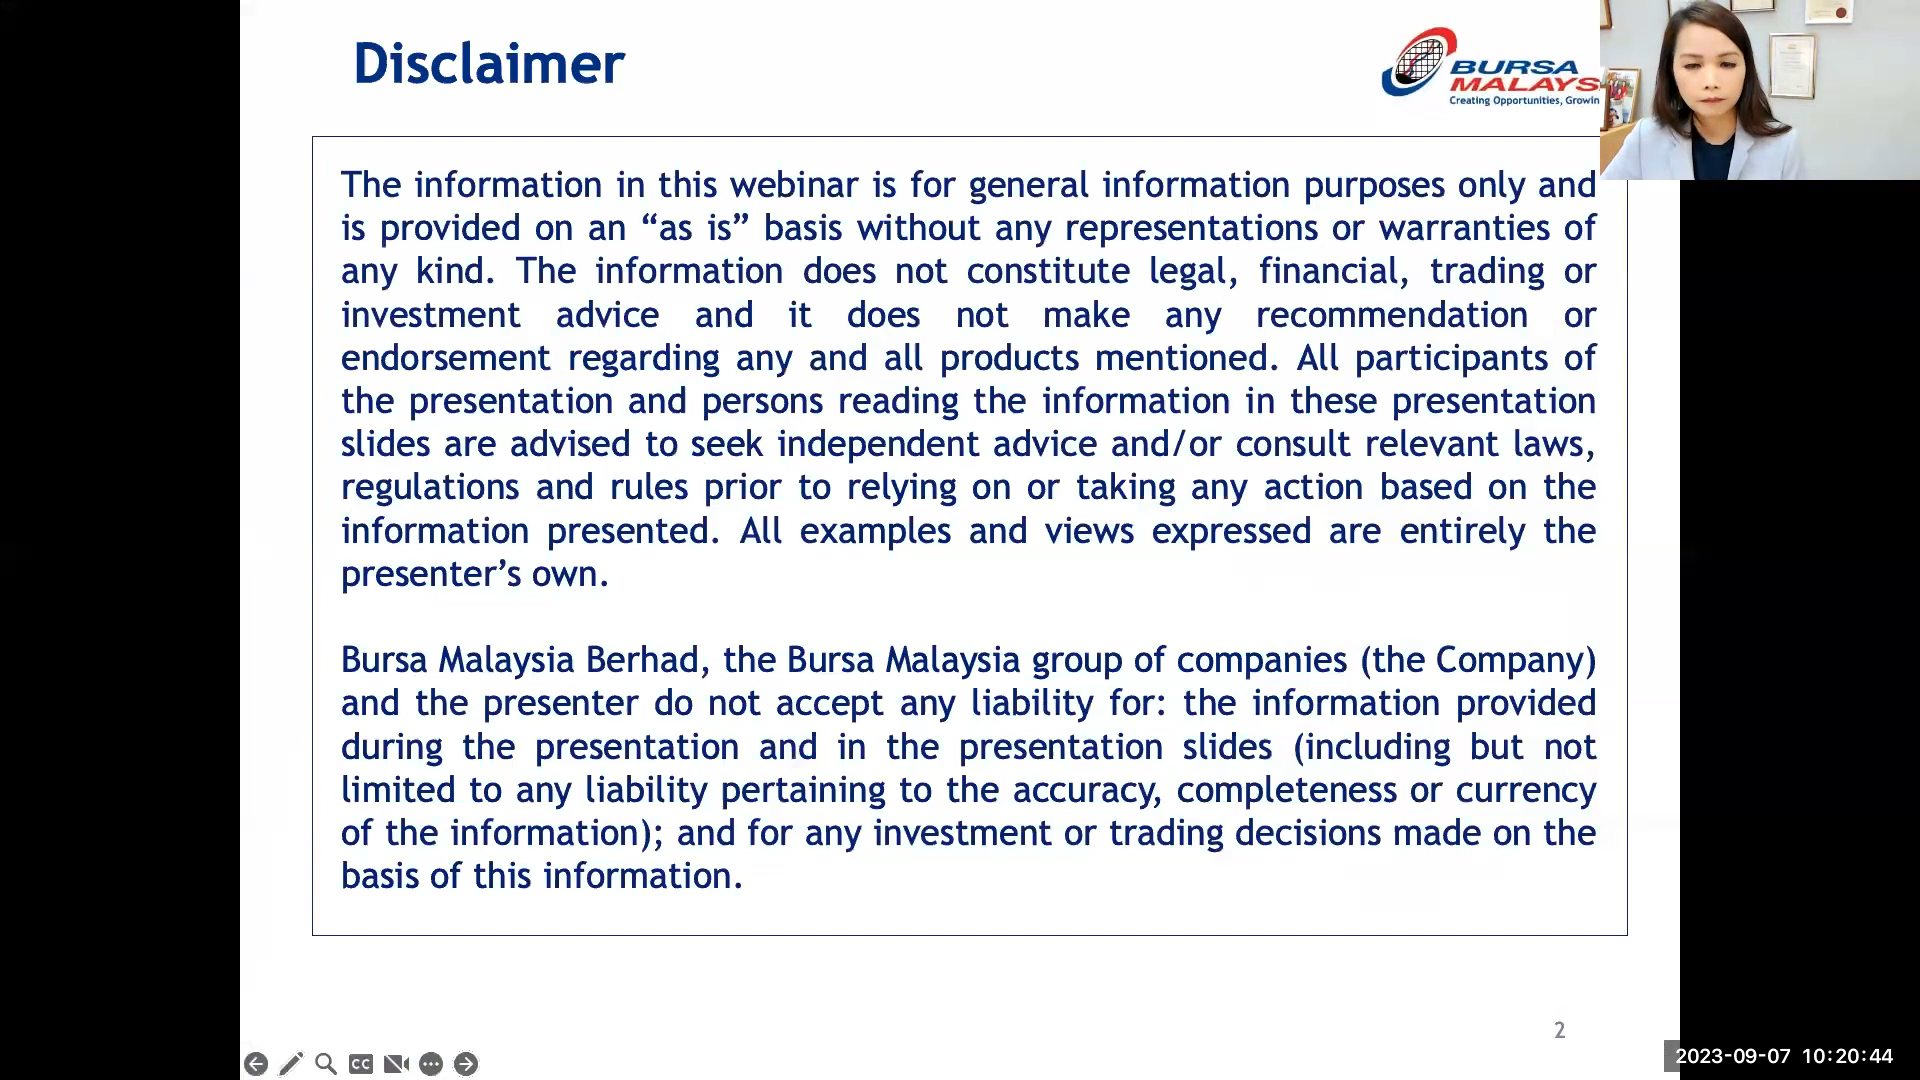 Disclaimer
BURSA
MALAYS
Creating Opportunities, Growin
The information in this webinar is for general information purposes only and
is provided on an “as is” basis without any representations or warranties of
any kind. The information does not constitute legal, financial, trading or
investment advice and it does not make any recommendation or
endorsement regarding any and all products mentioned. All participants of
the presentation and persons reading the information in these presentation
slides are advised to seek independent advice and/or consult relevant laws,
regulations and rules prior to relying on or taking any action based on the
information presented. All examples and views expressed are entirely the
presenter’s own.
Bursa Malaysia Berhad, the Bursa Malaysia group of companies (the Company)
and the presenter do not accept any liability for: the information provided
during the presentation and in the presentation slides (including but not
limited to any liability pertaining to the accuracy, completeness or currency
of the information); and for any investment or trading decisions made on the
basis of this information.
2
CC
2023-09-07 10:20:44